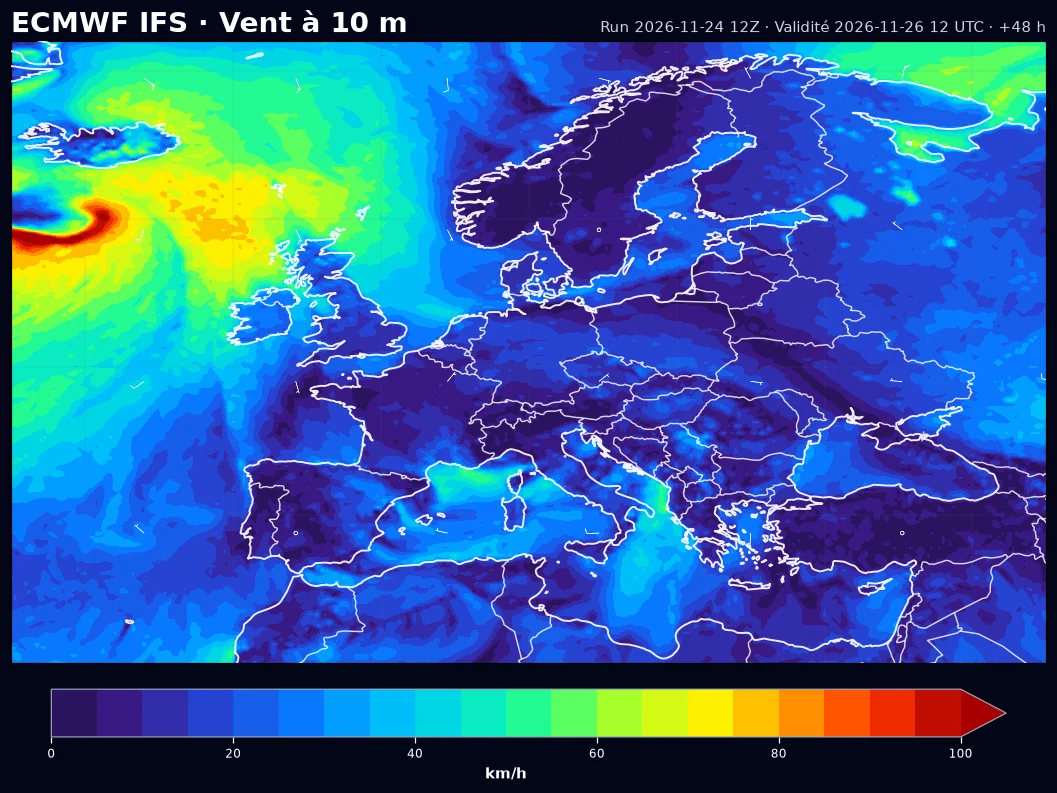 ECMWF IFS · Vent à 10 m
Run 2026-11-24 12Z · Validité 2026-11-26 12 UTC · +48 h
0 20 40 60 80 100
km/h